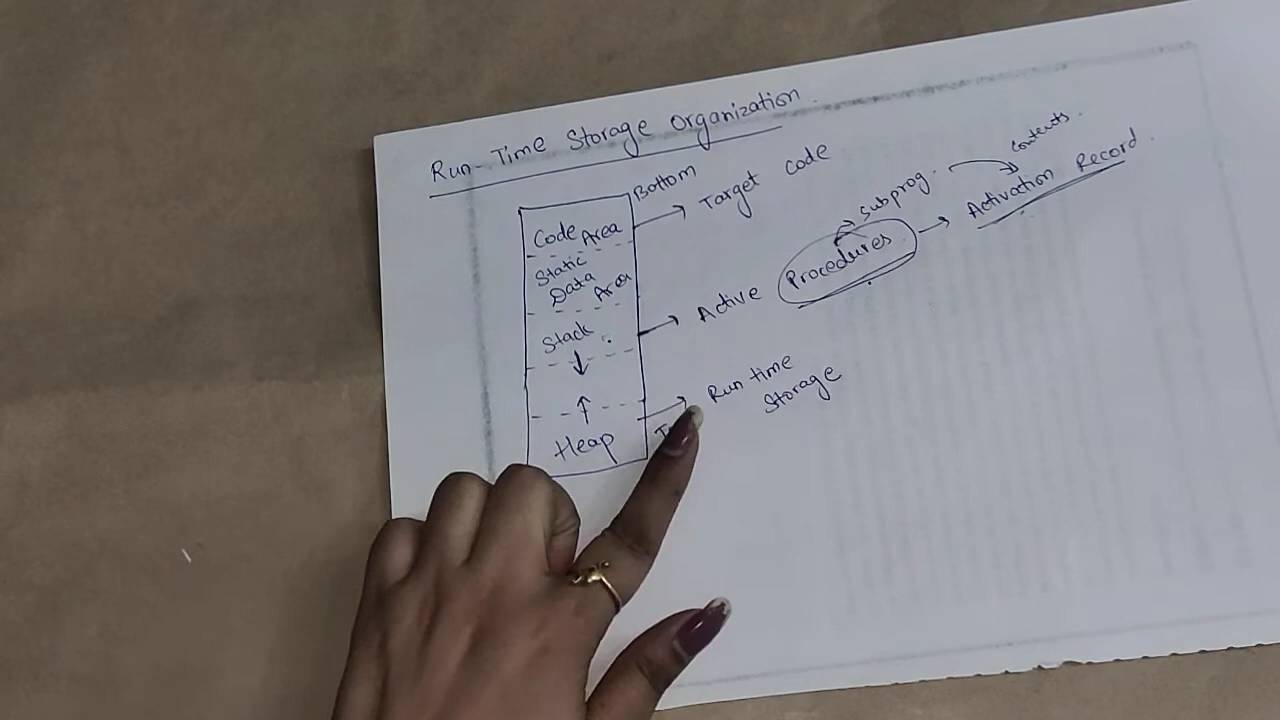 Run-Time Storage Organization.
Bottom
Code Area
Target code
Static
Data Area
Stack
Active Procedures
subprog.
contents.
Activation Record.
Heap
Run time
Storage